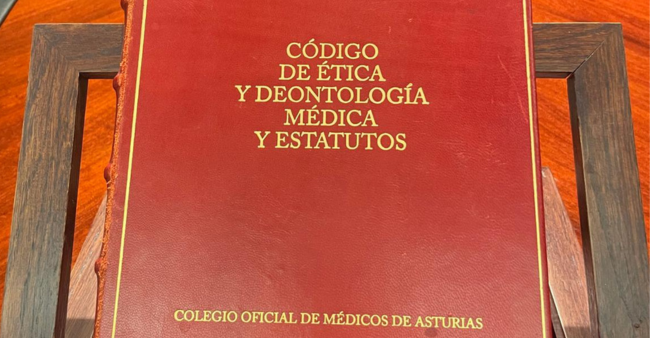 CÓDIGO
DE ÉTICA
Y DEONTOLOGÍA
MÉDICA
Y ESTATUTOS
COLEGIO OFICIAL DE MÉDICOS DE ASTURIAS